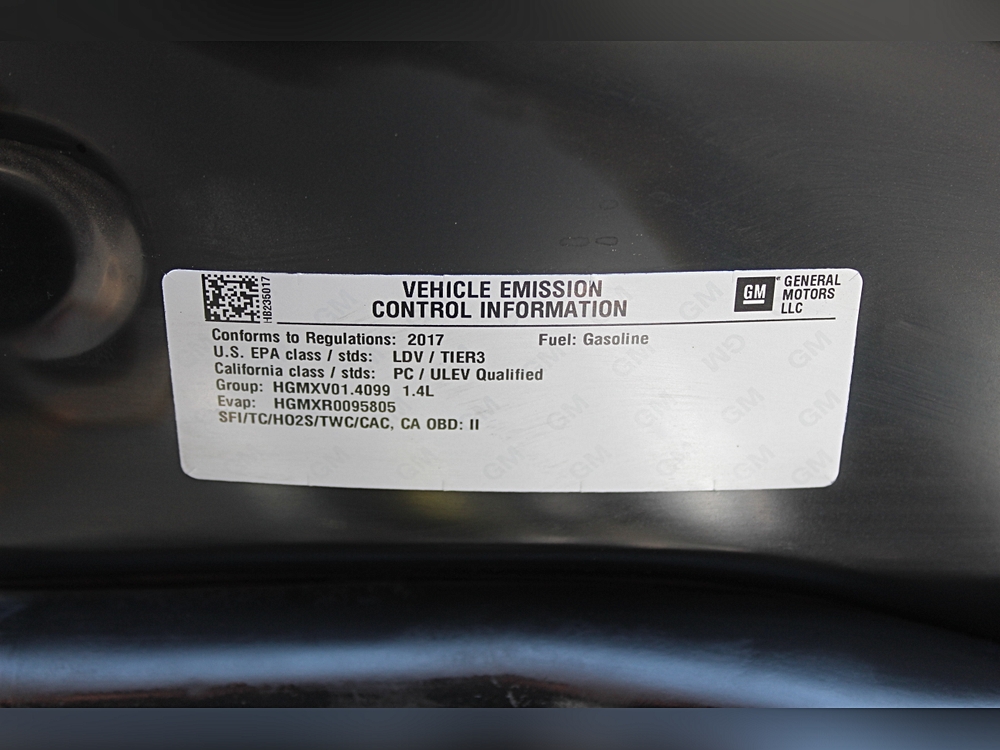 HB235017
VEHICLE EMISSION
CONTROL INFORMATION
GM
GENERAL
MOTORS
LLC
Conforms to Regulations: 2017 Fuel: Gasoline
U.S. EPA class / stds: LDV / TIER3
California class / stds: PC / ULEV Qualified
Group: HGMXV01.4099 1.4L
Evap: HGMXR0095805
SFI/TC/HO2S/TWC/CAC, CA OBD: II